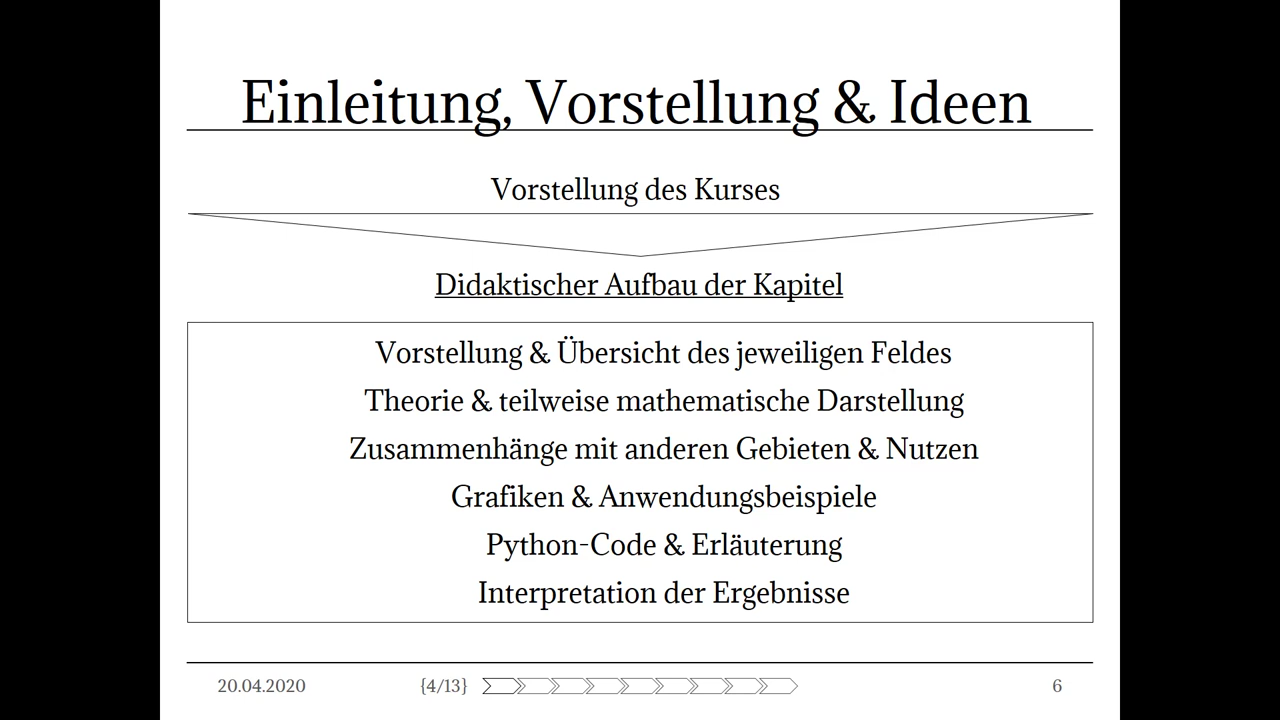 Einleitung, Vorstellung & Ideen
Vorstellung des Kurses
Didaktischer Aufbau der Kapitel
Vorstellung & Übersicht des jeweiligen Feldes
Theorie & teilweise mathematische Darstellung
Zusammenhänge mit anderen Gebieten & Nutzen
Grafiken & Anwendungsbeispiele
Python-Code & Erläuterung
Interpretation der Ergebnisse
20.04.2020 {4/13} 6